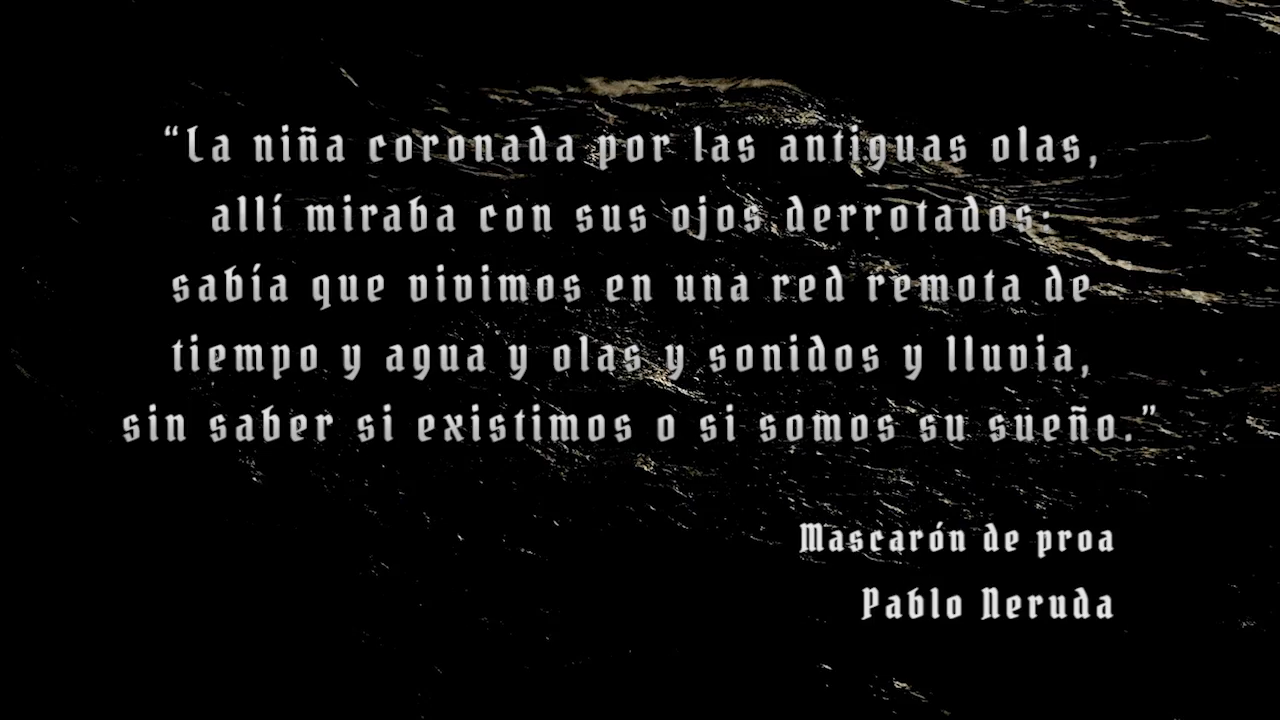 “La niña coronada por las antiguas olas,
allí miraba con sus ojos derrotados:
sabía que vivimos en una red remota de
tiempo y agua y olas y sonidos y lluvia,
sin saber si existimos o si somos su sueño.”
Mascarón de proa
Pablo Neruda